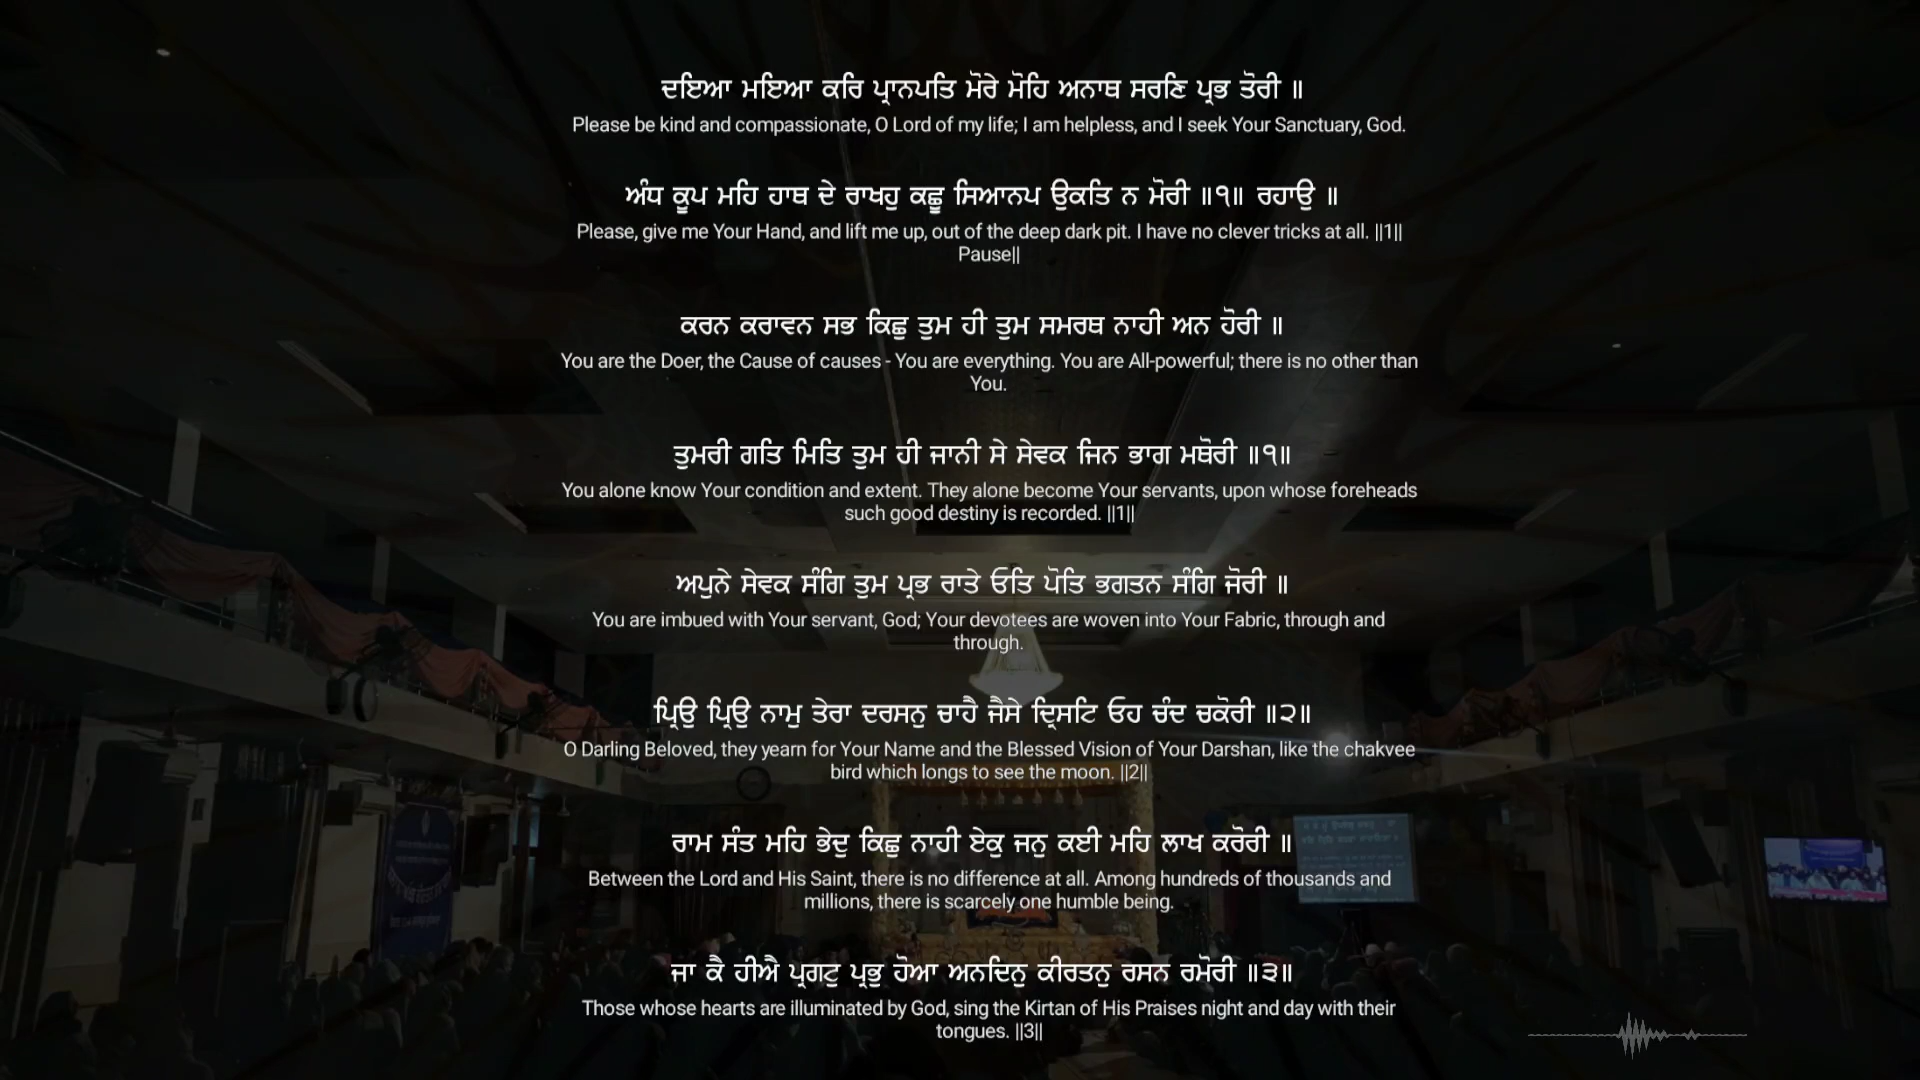 ਦਇਆ ਮਇਆ ਕਰਿ ਪ੍ਰਾਨਪਤਿ ਮੋਰੇ ਮੋਹਿ ਅਨਾਥ ਸਰਣਿ ਪ੍ਰਭ ਤੋਰੀ ॥
Please be kind and compassionate, O Lord of my life; I am helpless, and I seek Your Sanctuary, God.
ਅੰਧ ਕੂਪ ਮਹਿ ਹਾਥ ਦੇ ਰਾਖਹੁ ਕਛੂ ਸਿਆਨਪ ਉਕਤਿ ਨ ਮੋਰੀ ॥੧॥ ਰਹਾਉ ॥
Please, give me Your Hand, and lift me up, out of the deep dark pit. I have no clever tricks at all. ||1||
Pause||
ਕਰਨ ਕਰਾਵਨ ਸਭ ਕਿਛੁ ਤੁਮ ਹੀ ਤੁਮ ਸਮਰਥ ਨਾਹੀ ਅਨ ਹੋਰੀ ॥
You are the Doer, the Cause of causes - You are everything. You are All-powerful; there is no other than
You.
ਤੁਮਰੀ ਗਤਿ ਮਿਤਿ ਤੁਮ ਹੀ ਜਾਨੀ ਸੇ ਸੇਵਕ ਜਿਨ ਭਾਗ ਮਥੋਰੀ ॥੧॥
You alone know Your condition and extent. They alone become Your servants, upon whose foreheads
such good destiny is recorded. ||1||
ਅਪੁਨੇ ਸੇਵਕ ਸੰਗਿ ਤੁਮ ਪ੍ਰਭ ਰਾਤੇ ਓਤਿ ਪੋਤਿ ਭਗਤਨ ਸੰਗਿ ਜੋਰੀ ॥
You are imbued with Your servant, God; Your devotees are woven into Your Fabric, through and
through.
ਪ੍ਰਿਉ ਪ੍ਰਿਉ ਨਾਮੁ ਤੇਰਾ ਦਰਸਨੁ ਚਾਹੈ ਜੈਸੇ ਦ੍ਰਿਸਟਿ ਓਹ ਚੰਦ ਚਕੋਰੀ ॥੨॥
O Darling Beloved, they yearn for Your Name and the Blessed Vision of Your Darshan, like the chakvee
bird which longs to see the moon. ||2||
ਰਾਮ ਸੰਤ ਮਹਿ ਭੇਦੁ ਕਿਛੁ ਨਾਹੀ ਏਕੁ ਜਨੁ ਕਈ ਮਹਿ ਲਾਖ ਕਰੋਰੀ ॥
Between the Lord and His Saint, there is no difference at all. Among hundreds of thousands and
millions, there is scarcely one humble being.
ਜਾ ਕੈ ਹੀਐ ਪ੍ਰਗਟੁ ਪ੍ਰਭੁ ਹੋਆ ਅਨਦਿਨੁ ਕੀਰਤਨੁ ਰਸਨ ਰਮੋਰੀ ॥੩॥
Those whose hearts are illuminated by God, sing the Kirtan of His Praises night and day with their
tongues. ||3||